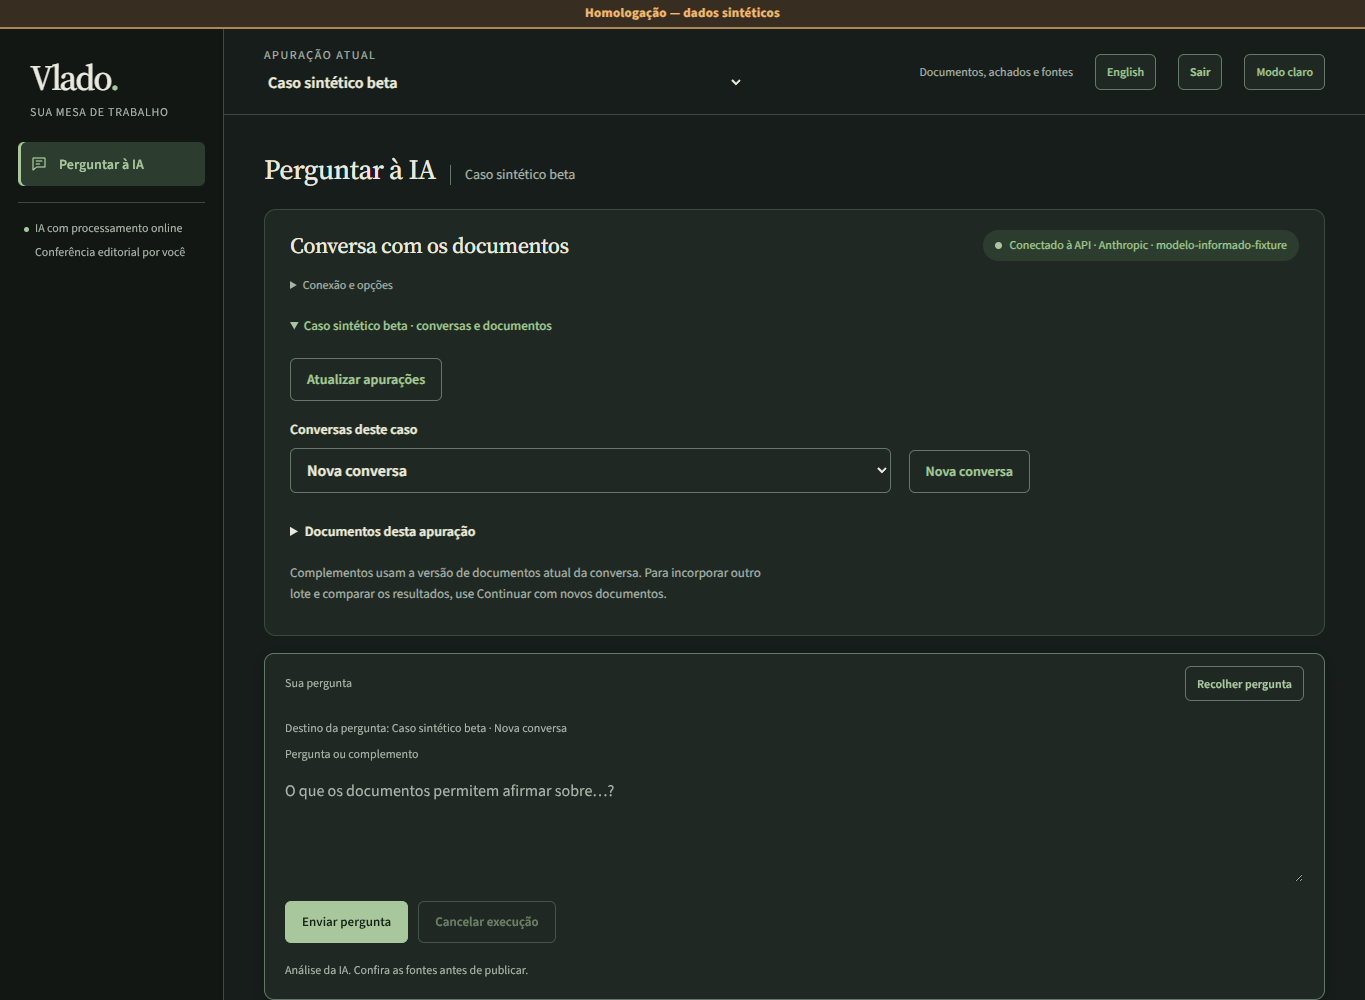 Homologação — dados sintéticos
Vlado.
SUA MESA DE TRABALHO
Perguntar à IA
IA com processamento online
Conferência editorial por você
APURAÇÃO ATUAL
Caso sintético beta
Documentos, achados e fontes
English
Sair
Modo claro
Perguntar à IA
Caso sintético beta
Conversa com os documentos
Conectado à API · Anthropic · modelo-informado-fixture
Conexão e opções
Caso sintético beta · conversas e documentos
Atualizar apurações
Conversas deste caso
Nova conversa
Nova conversa
Documentos desta apuração
Complementos usam a versão de documentos atual da conversa. Para incorporar outro
lote e comparar os resultados, use Continuar com novos documentos.
Sua pergunta
Recolher pergunta
Destino da pergunta: Caso sintético beta · Nova conversa
Pergunta ou complemento
O que os documentos permitem afirmar sobre…?
Enviar pergunta
Cancelar execução
Análise da IA. Confira as fontes antes de publicar.